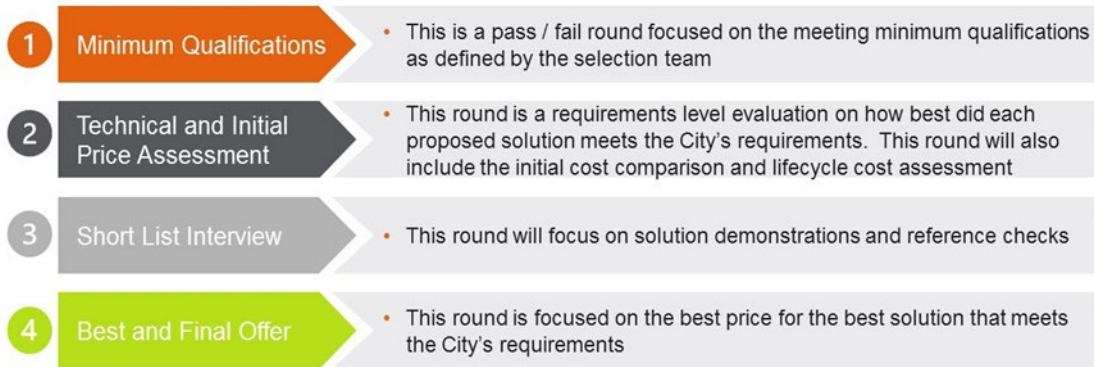 1 Minimum Qualifications
• This is a pass / fail round focused on the meeting minimum qualifications
as defined by the selection team
2 Technical and Initial
Price Assessment
• This round is a requirements level evaluation on how best did each
proposed solution meets the City's requirements. This round will also
include the initial cost comparison and lifecycle cost assessment
3 Short List Interview
• This round will focus on solution demonstrations and reference checks
4 Best and Final Offer
• This round is focused on the best price for the best solution that meets
the City's requirements